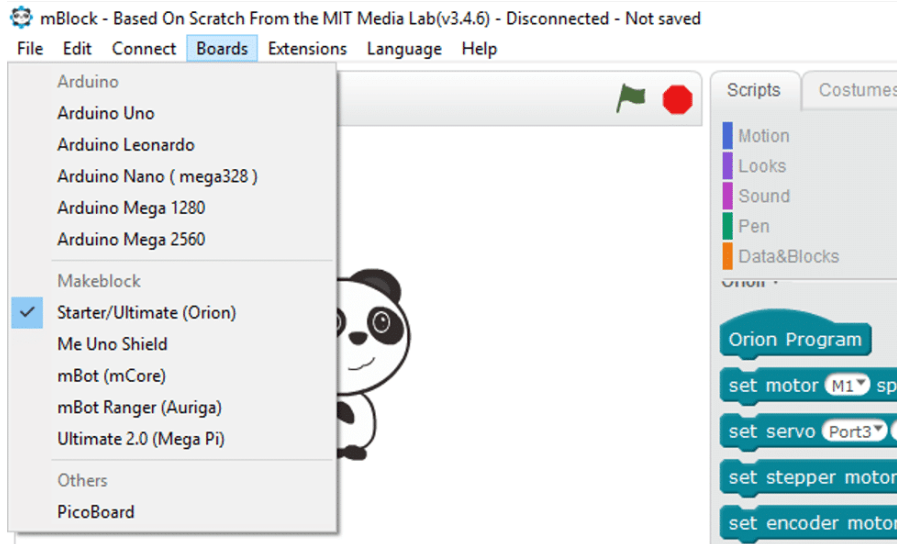 mBlock - Based On Scratch From the MIT Media Lab(v3.4.6) - Disconnected - Not saved
File Edit Connect Boards Extensions Language Help
Arduino
Arduino Uno
Arduino Leonardo
Arduino Nano ( mega328 )
Arduino Mega 1280
Arduino Mega 2560
Makeblock
Starter/Ultimate (Orion)
Me Uno Shield
mBot (mCore)
mBot Ranger (Auriga)
Ultimate 2.0 (Mega Pi)
Others
PicoBoard
Scripts Costumes
Motion
Looks
Sound
Pen
Data&Blocks
Orion Program
set motor M1 sp
set servo Port3
set stepper motor
set encoder motor